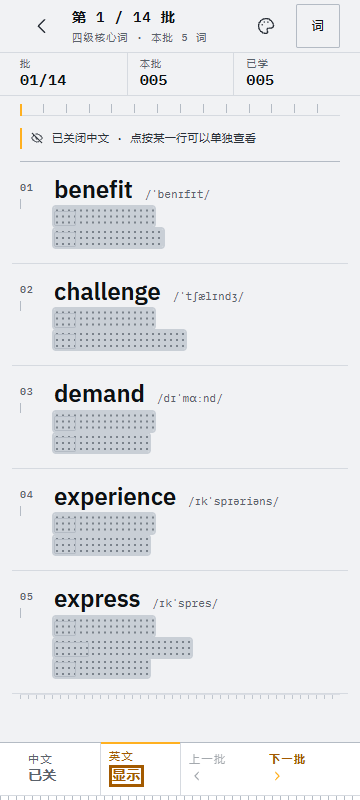 第 1 / 14 批
四级核心词 · 本批 5 词
词
批
01/14
本批
005
已学
005
已关闭中文 · 点按某一行可以单独查看
01
benefit /ˈbenɪfɪt/
02
challenge /ˈtʃælɪndʒ/
03
demand /dɪˈmɑːnd/
04
experience /ɪkˈspɪəriəns/
05
express /ɪkˈspres/
中文
已关
英文
显示
上一批
下一批